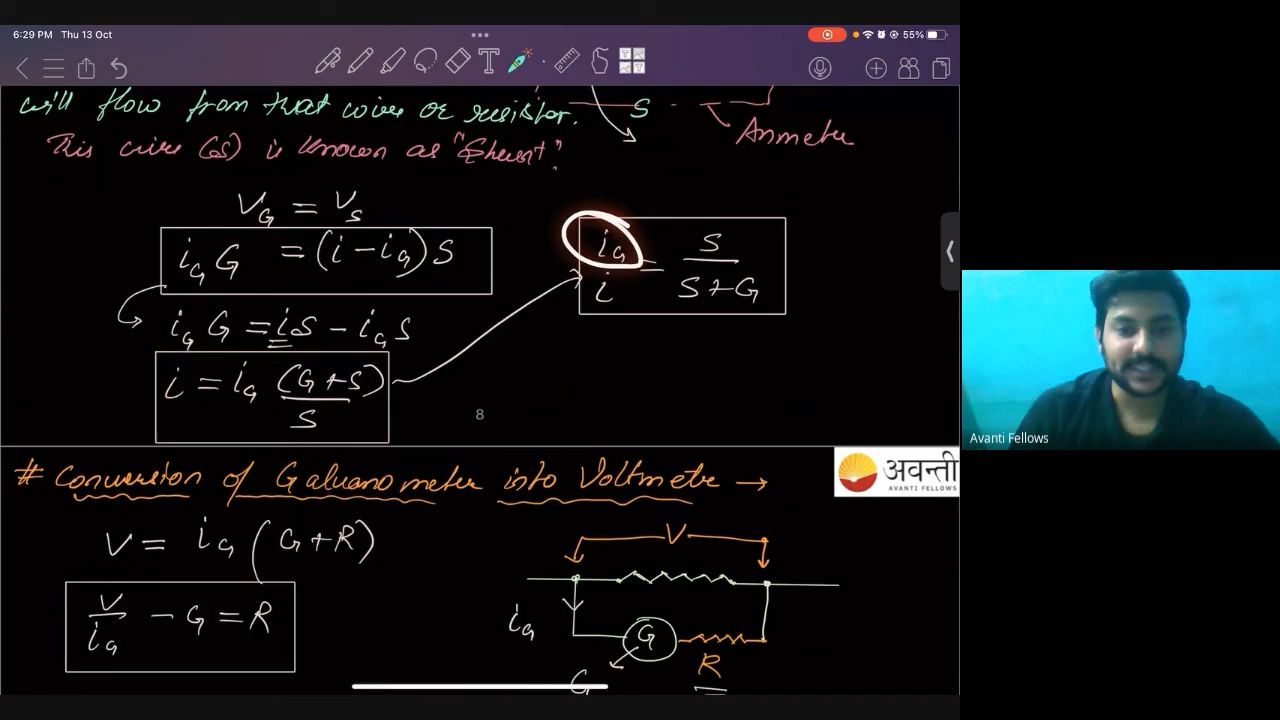 6:29 PM Thu 13 Oct
55%
will flow from that wire or resistor.
S
Ammeter
This wire (s) is known as "Shunt".
V_G = V_S
i_G G = (i - i_G) S
i_G / i = S / S+G
i_G G = iS - i_G S
i = i_G (G+S) / S
8
# Conversion of Galvanometer into Voltmeter →
अवन्ती
AVANTI FELLOWS
V = i_G (G+R)
V
V / i_G - G = R
i_G
G
R
G
Avanti Fellows